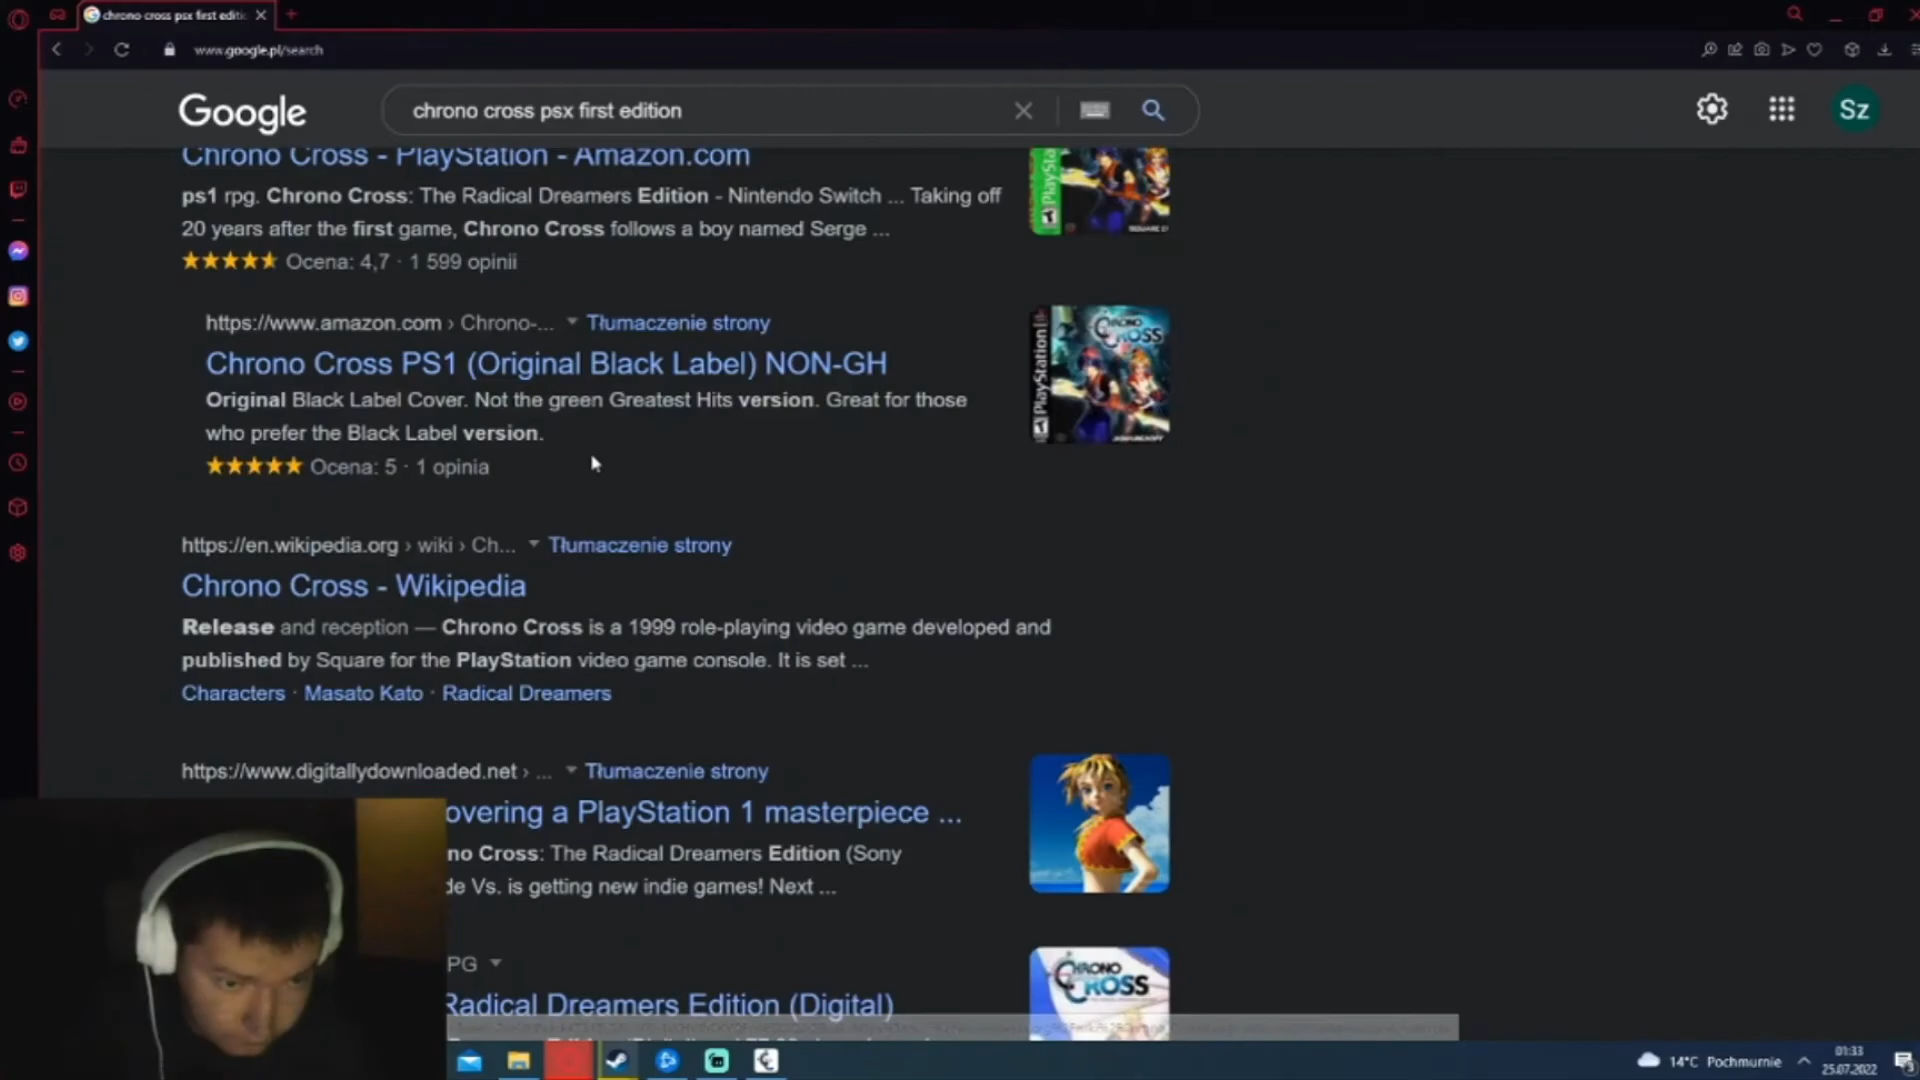 chrono cross psx first editi
www.google.pl/search
Google
chrono cross psx first edition
Sz
Chrono Cross - PlayStation - Amazon.com
ps1 rpg. Chrono Cross: The Radical Dreamers Edition - Nintendo Switch ... Taking off
20 years after the first game, Chrono Cross follows a boy named Serge ...
Ocena: 4,7 · 1 599 opinii
https://www.amazon.com › Chrono-... Tłumaczenie strony
Chrono Cross PS1 (Original Black Label) NON-GH
Original Black Label Cover. Not the green Greatest Hits version. Great for those
who prefer the Black Label version.
Ocena: 5 · 1 opinia
PlayStation
CHRONO
CROSS
https://en.wikipedia.org › wiki › Ch... Tłumaczenie strony
Chrono Cross - Wikipedia
Release and reception — Chrono Cross is a 1999 role-playing video game developed and
published by Square for the PlayStation video game console. It is set ...
Characters · Masato Kato · Radical Dreamers
https://www.digitallydownloaded.net › ... Tłumaczenie strony
overing a PlayStation 1 masterpiece ...
no Cross: The Radical Dreamers Edition (Sony
de Vs. is getting new indie games! Next ...
PG
Radical Dreamers Edition (Digital)
CHRONO
CROSS
14°C Pochmurnie
01:33
25.07.2022